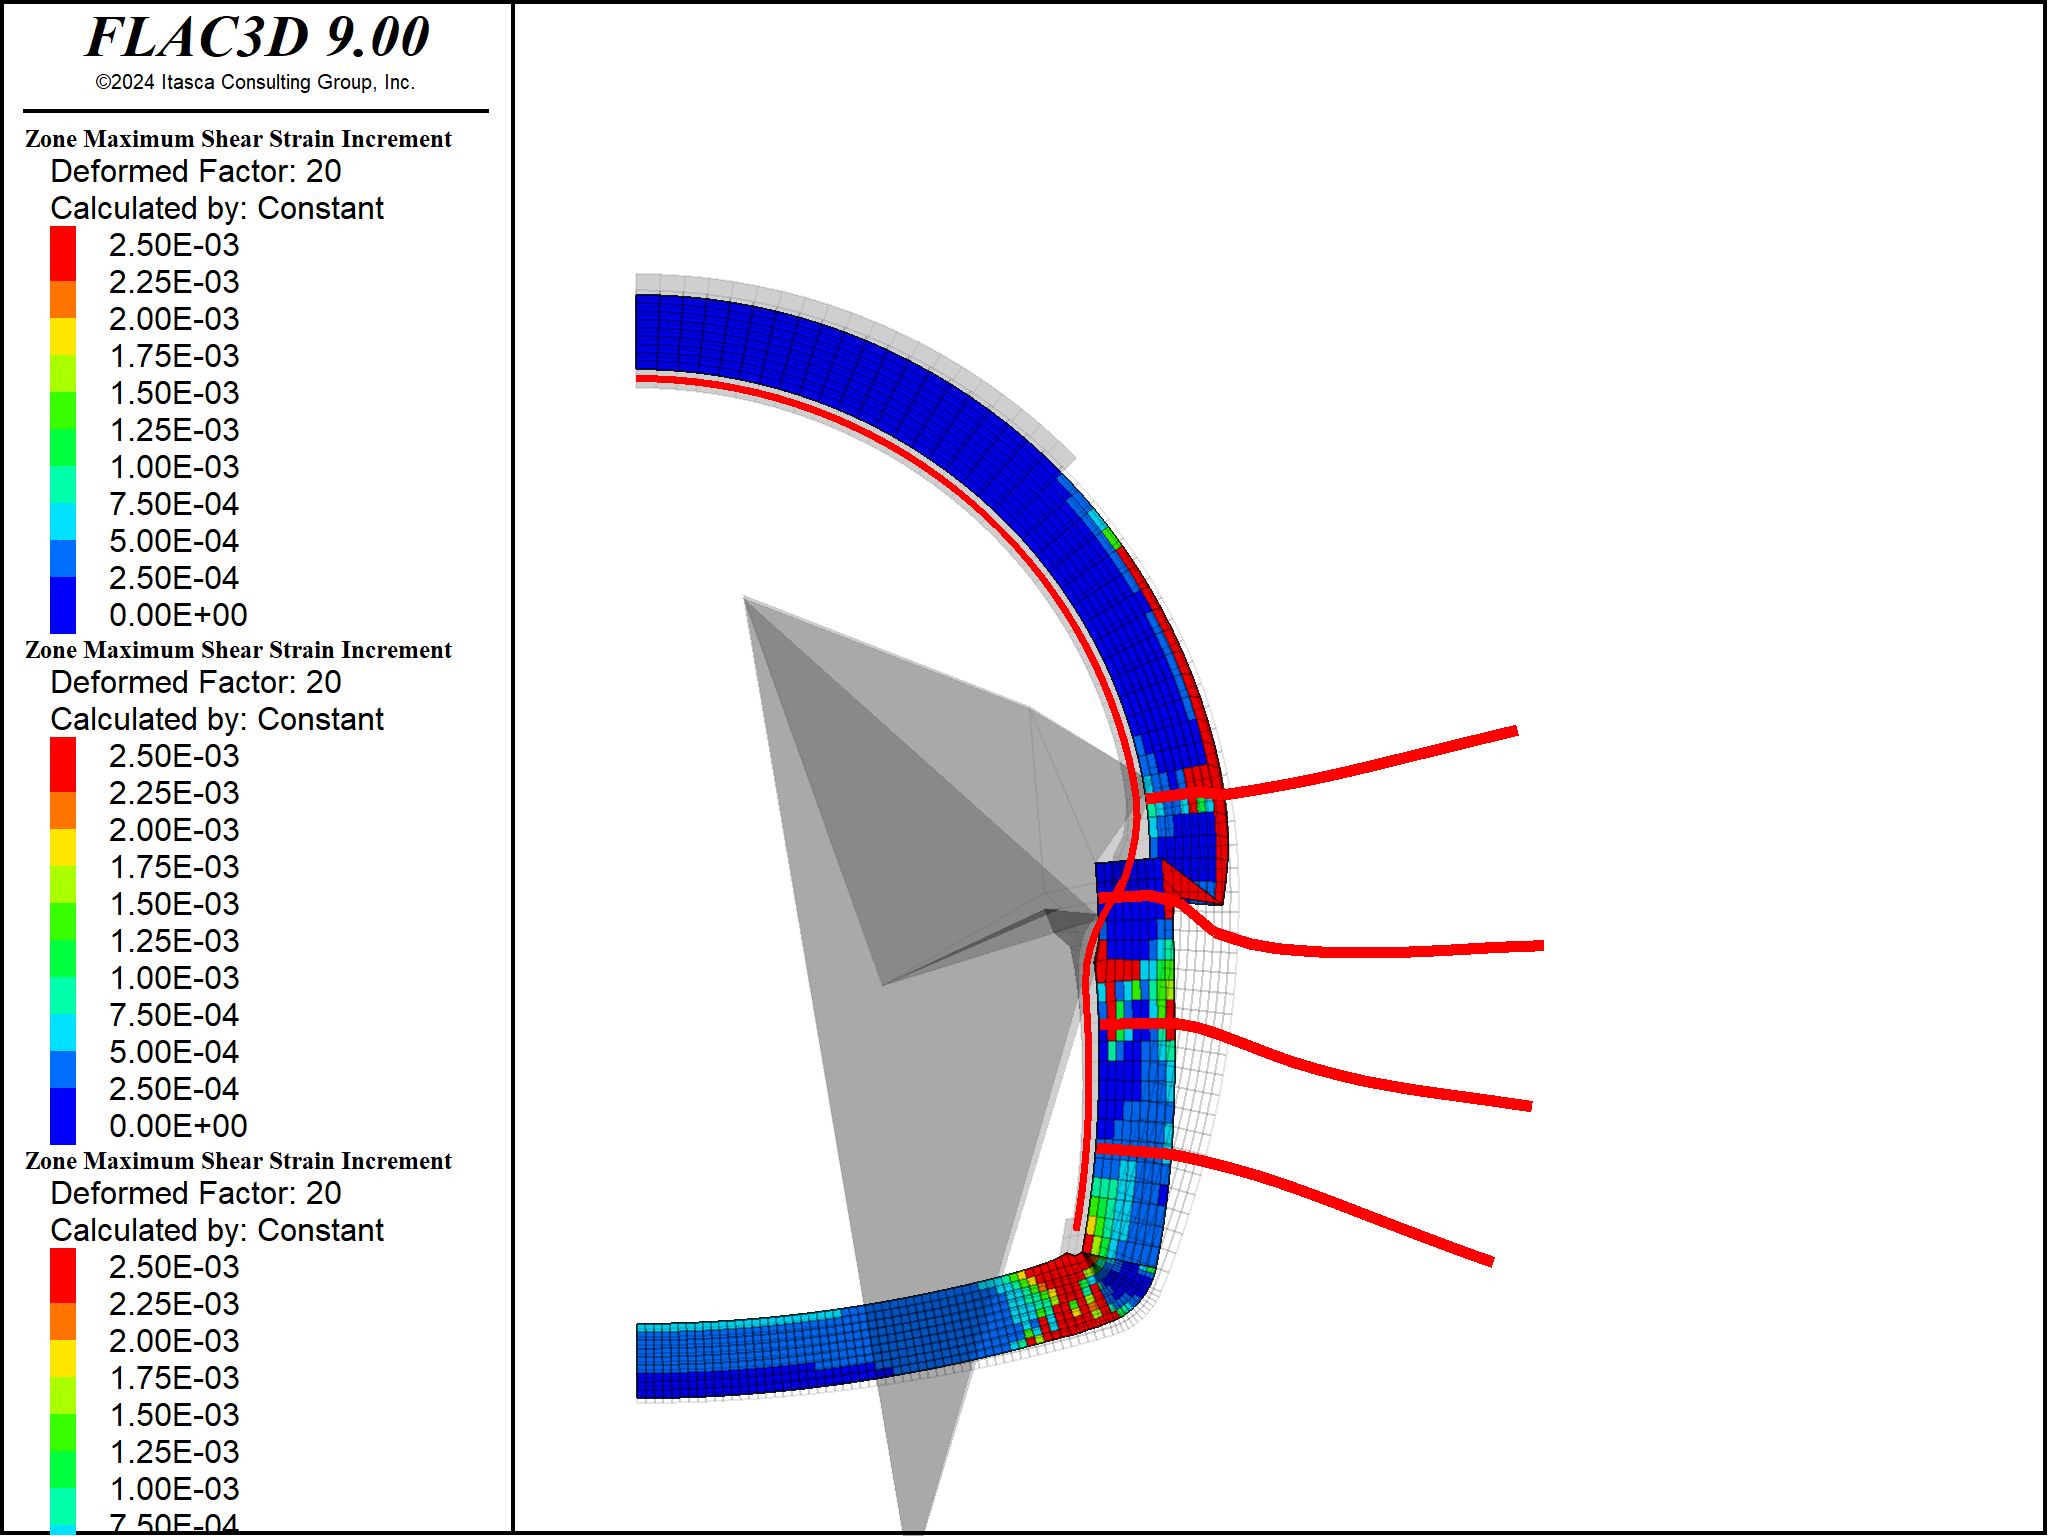 FLAC3D 9.00
©2024 Itasca Consulting Group, Inc.
Zone Maximum Shear Strain Increment
Deformed Factor: 20
Calculated by: Constant
2.50E-03
2.25E-03
2.00E-03
1.75E-03
1.50E-03
1.25E-03
1.00E-03
7.50E-04
5.00E-04
2.50E-04
0.00E+00
Zone Maximum Shear Strain Increment
Deformed Factor: 20
Calculated by: Constant
2.50E-03
2.25E-03
2.00E-03
1.75E-03
1.50E-03
1.25E-03
1.00E-03
7.50E-04
5.00E-04
2.50E-04
0.00E+00
Zone Maximum Shear Strain Increment
Deformed Factor: 20
Calculated by: Constant
2.50E-03
2.25E-03
2.00E-03
1.75E-03
1.50E-03
1.25E-03
1.00E-03
7.50E-04